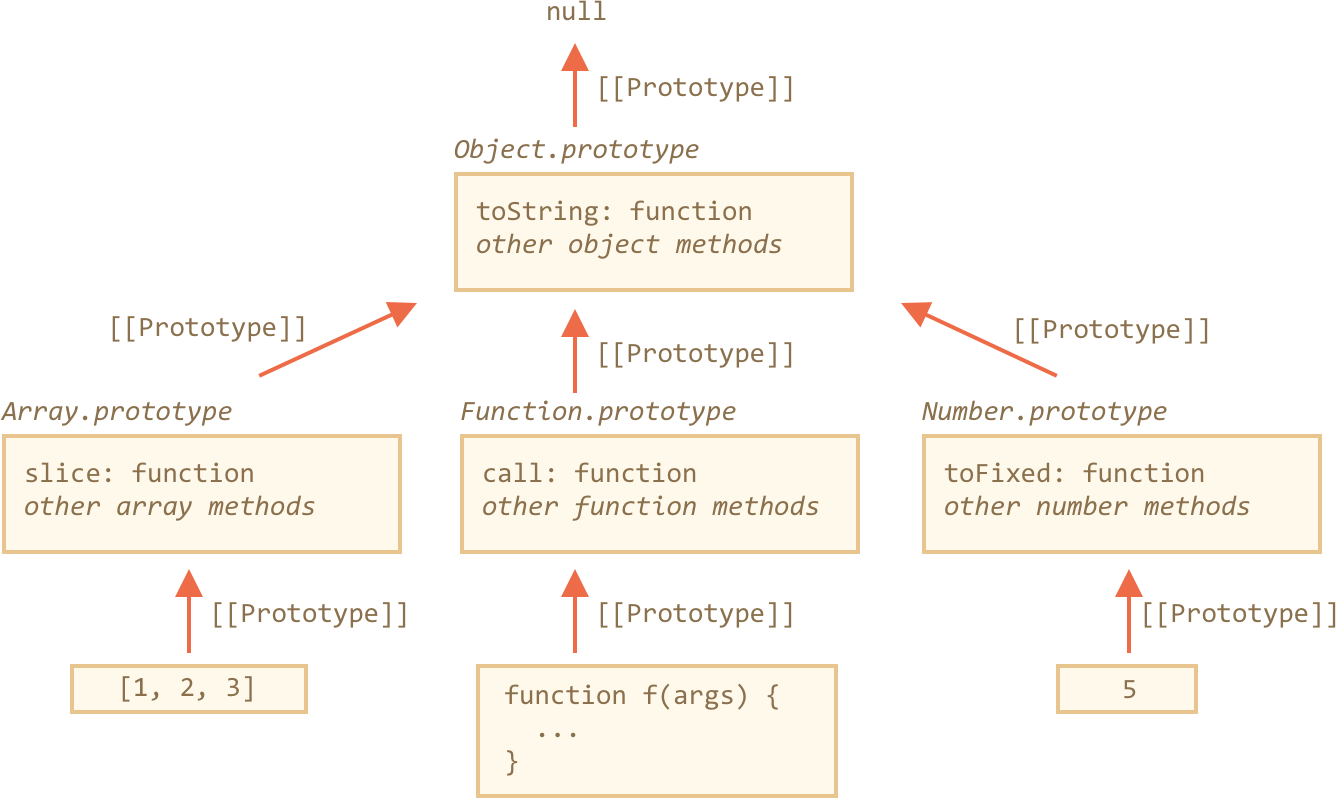 null
[[Prototype]]
Object.prototype
toString: function
other object methods
[[Prototype]]
[[Prototype]]
[[Prototype]]
Array.prototype
slice: function
other array methods
Function.prototype
call: function
other function methods
Number.prototype
toFixed: function
other number methods
[[Prototype]]
[[Prototype]]
[[Prototype]]
[1, 2, 3]
function f(args) {
...
}
5